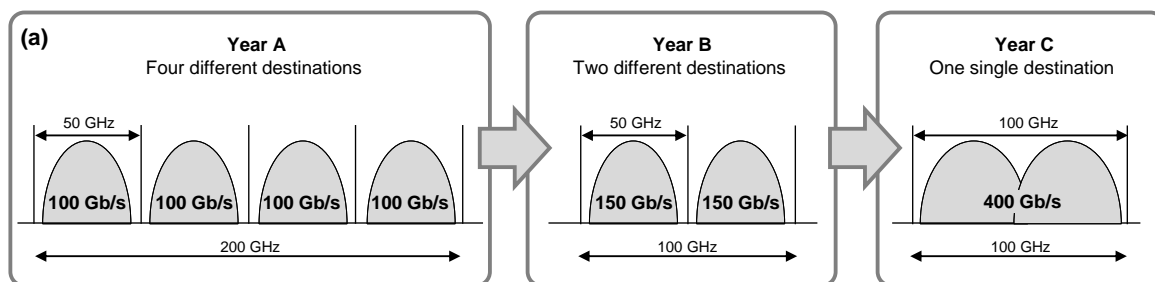 (a)
Year A
Four different destinations
50 GHz
100 Gb/s 100 Gb/s 100 Gb/s 100 Gb/s
200 GHz
Year B
Two different destinations
50 GHz
150 Gb/s 150 Gb/s
100 GHz
Year C
One single destination
100 GHz
400 Gb/s
100 GHz